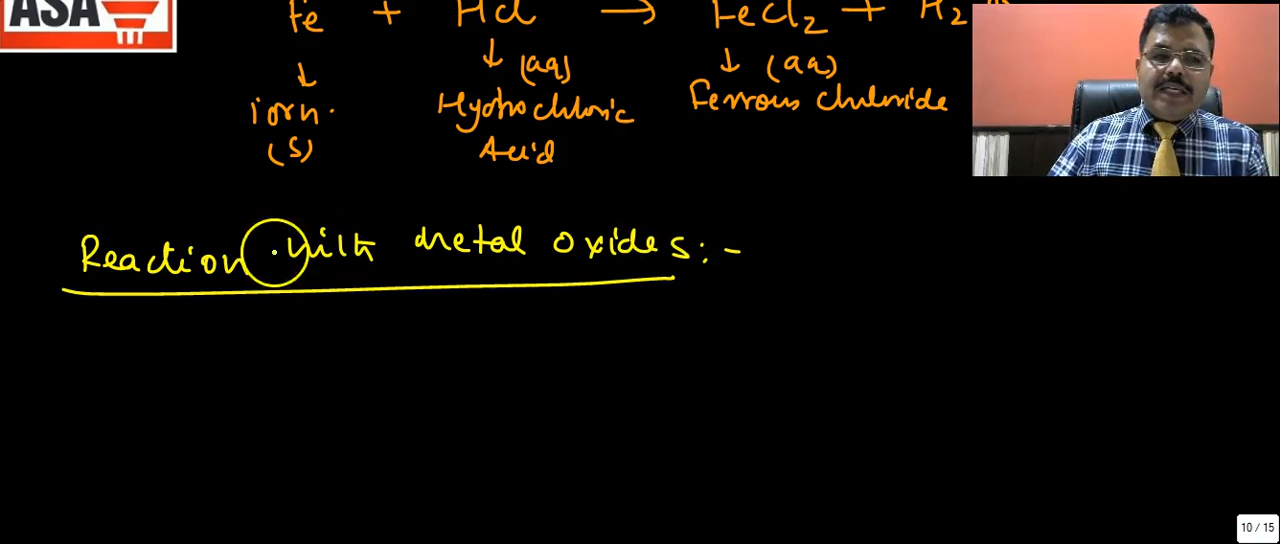 ASA
Fe + HCl → FeCl2 + H2
↓ ↓ (aq) ↓ (aq)
iorn. Hydrochloric Ferrous chloride
(S) Acid
Reaction with metal oxides:-
10 / 15